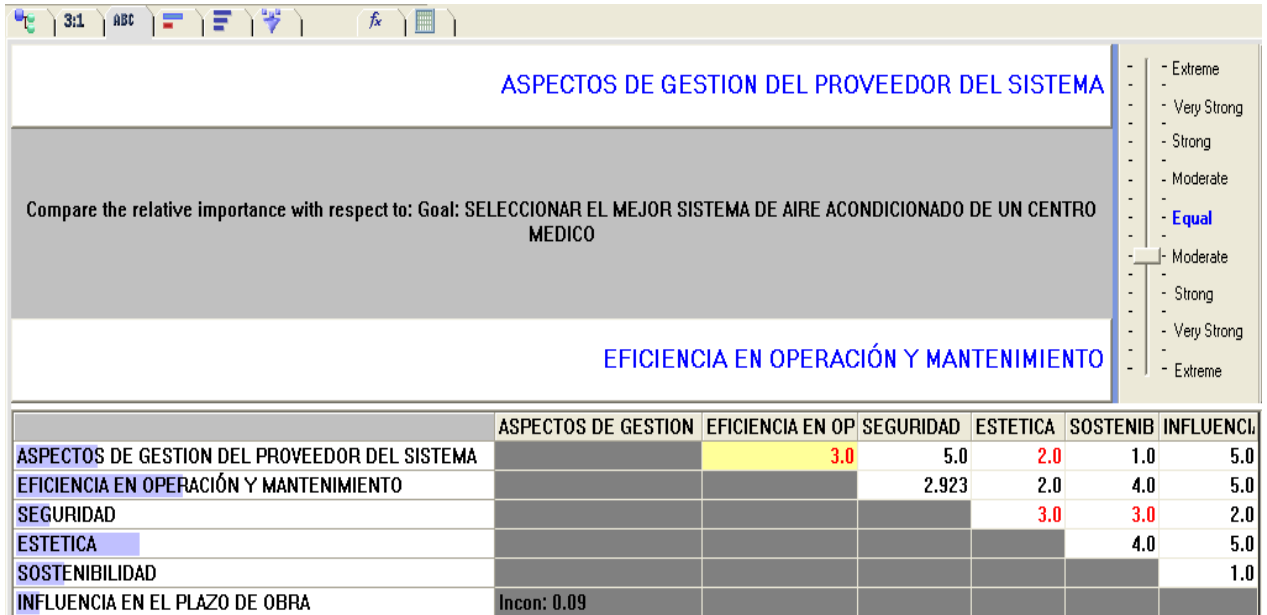 3:1 ABC fx
ASPECTOS DE GESTION DEL PROVEEDOR DEL SISTEMA
Compare the relative importance with respect to: Goal: SELECCIONAR EL MEJOR SISTEMA DE AIRE ACONDICIONADO DE UN CENTRO
MEDICO
EFICIENCIA EN OPERACIÓN Y MANTENIMIENTO
- Extreme
- Very Strong
- Strong
- Moderate
- Equal
- Moderate
- Strong
- Very Strong
- Extreme
ASPECTOS DE GESTION EFICIENCIA EN OP SEGURIDAD ESTETICA SOSTENIB INFLUENCI
ASPECTOS DE GESTION DEL PROVEEDOR DEL SISTEMA 3.0 5.0 2.0 1.0 5.0
EFICIENCIA EN OPERACIÓN Y MANTENIMIENTO 2.923 2.0 4.0 5.0
SEGURIDAD 3.0 3.0 2.0
ESTETICA 4.0 5.0
SOSTENIBILIDAD 1.0
INFLUENCIA EN EL PLAZO DE OBRA Incon: 0.09